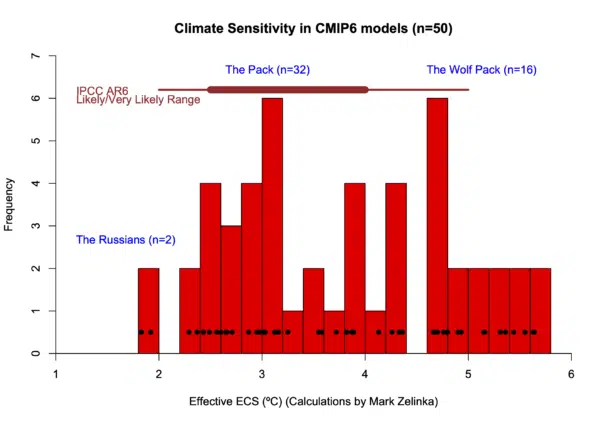 Climate Sensitivity in CMIP6 models (n=50)
The Pack (n=32)
The Wolf Pack (n=16)
IPCC AR6
Likely/Very Likely Range
The Russians (n=2)
Frequency
7
6
5
4
3
2
1
0
1 2 3 4 5 6
Effective ECS (ºC) (Calculations by Mark Zelinka)